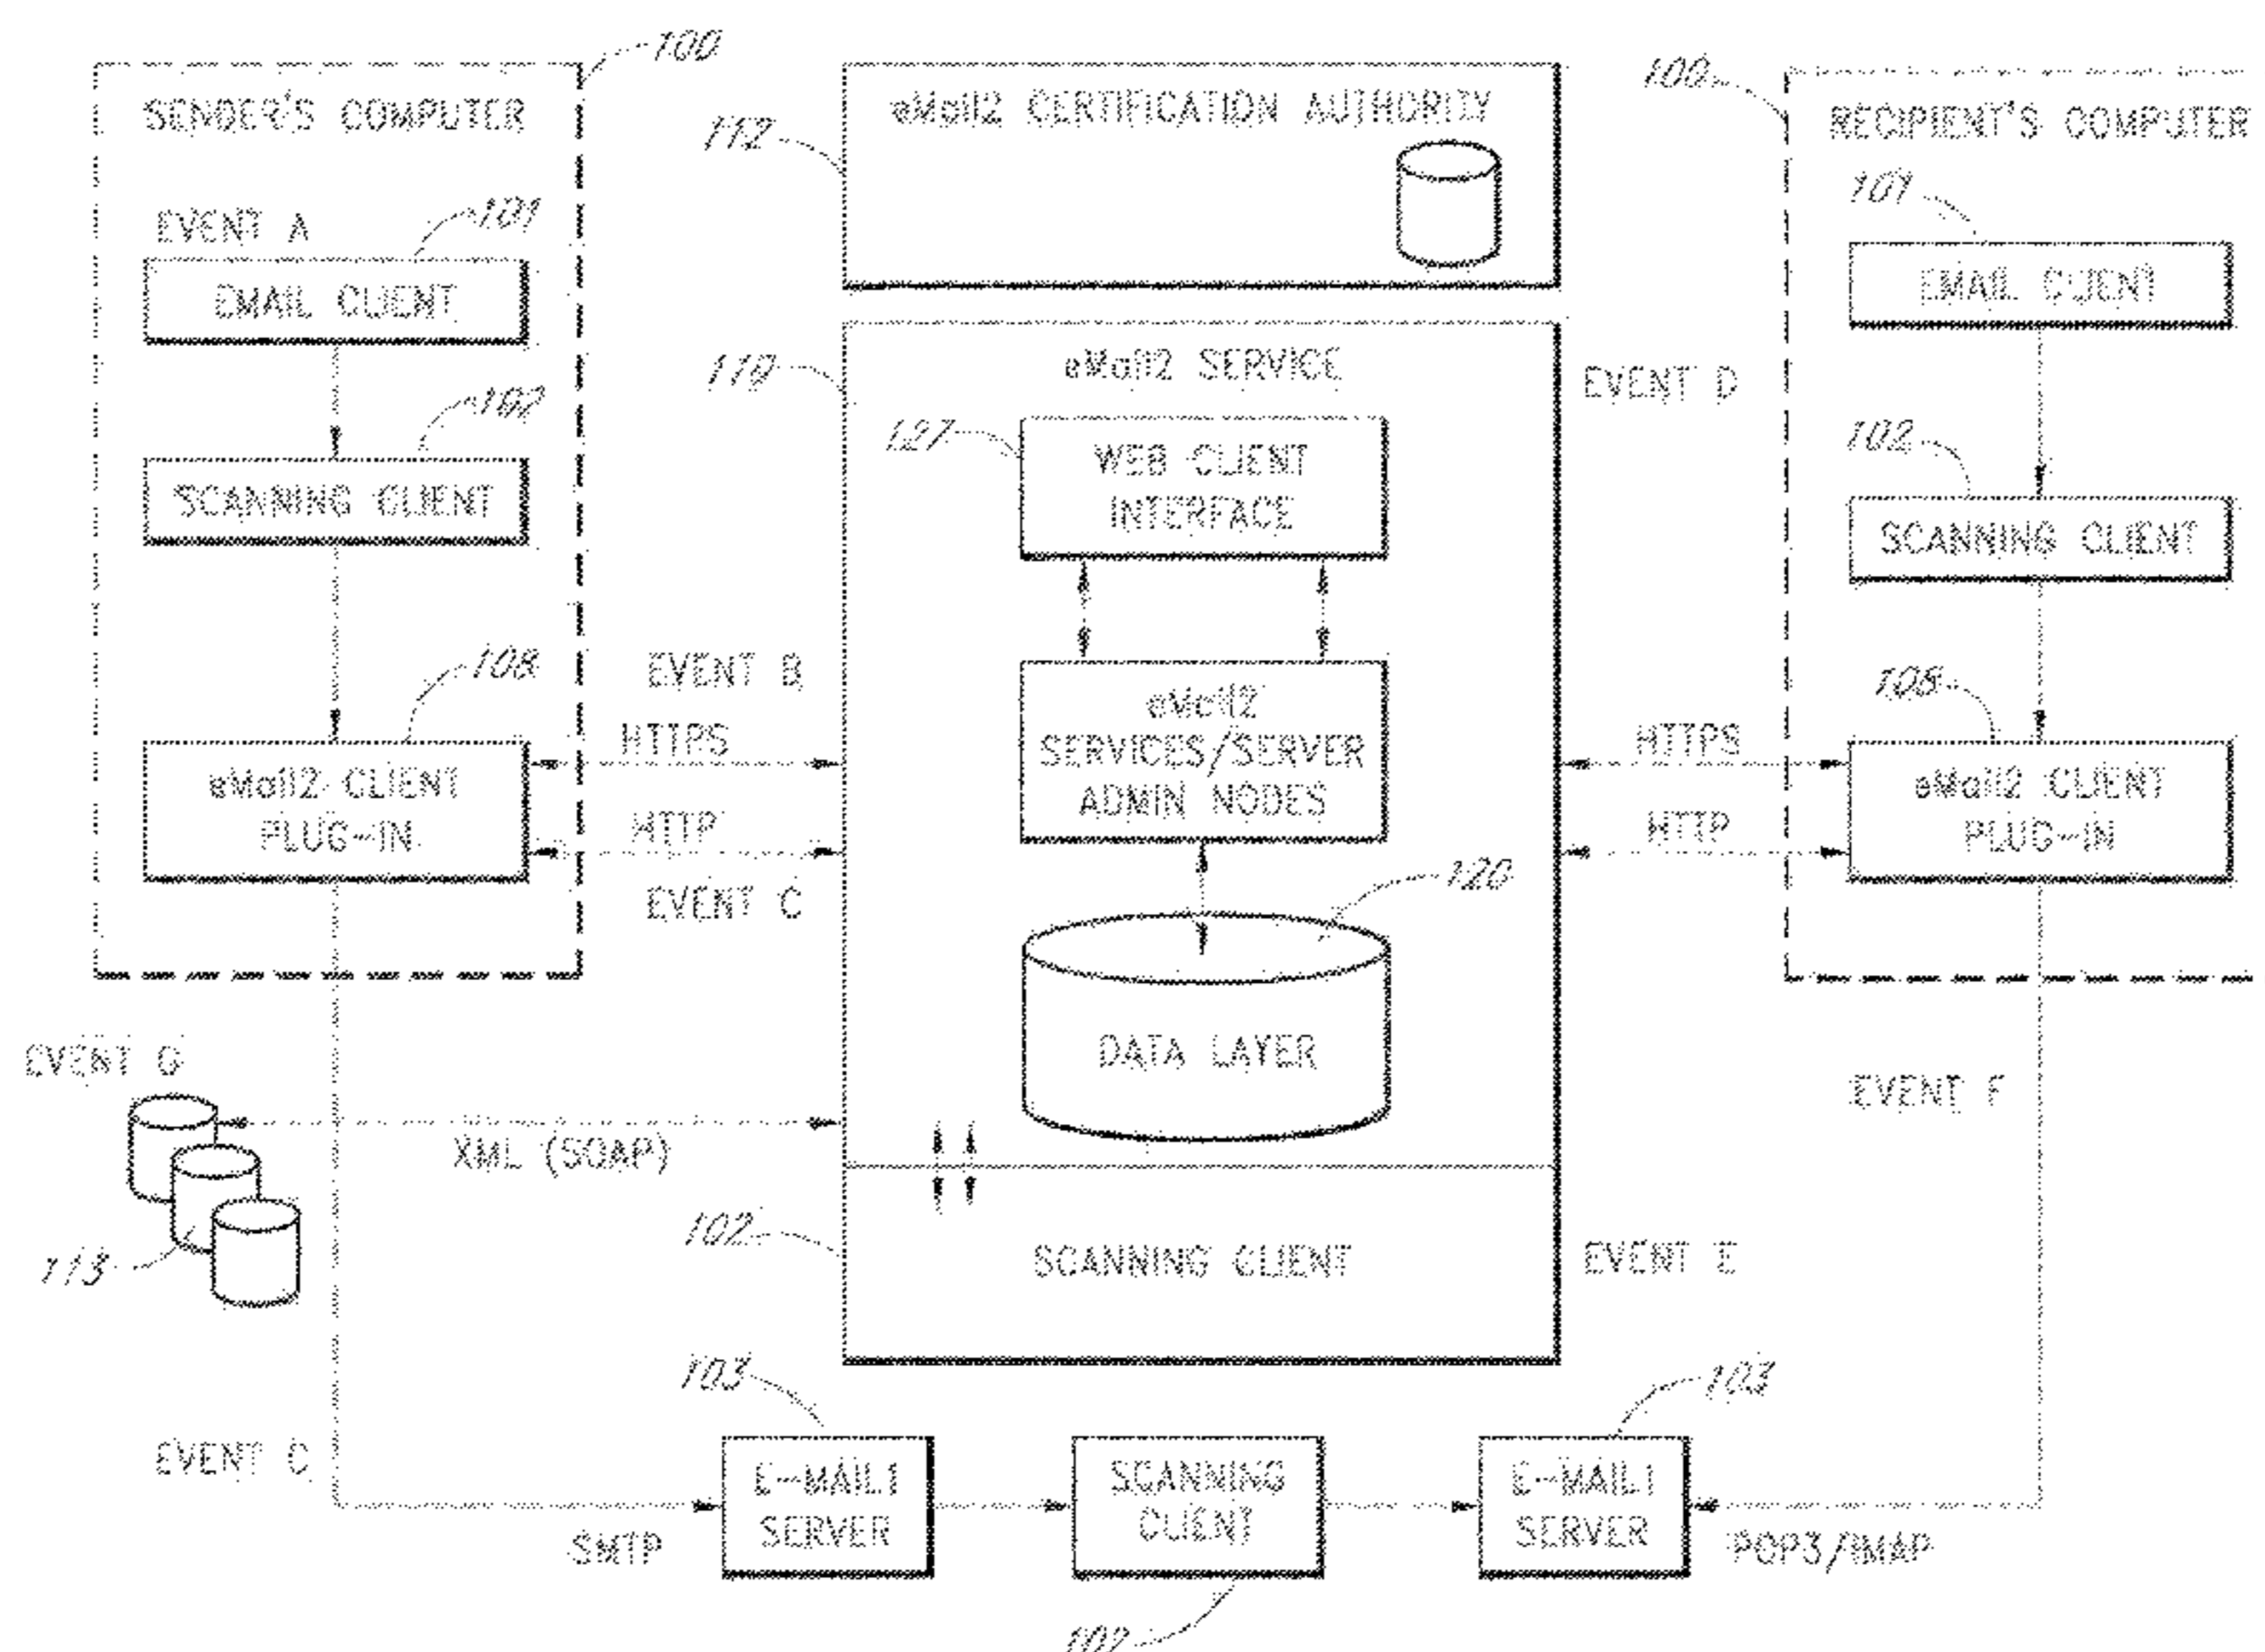 100
SENDER'S COMPUTER
EVENT A
101
EMAIL CLIENT
102
SCANNING CLIENT
108
eMail2 CLIENT
PLUG-IN
EVENT B
HTTPS
HTTP
EVENT C
112
eMail2 CERTIFICATION AUTHORITY
110
eMail2 SERVICE
127
WEB CLIENT
INTERFACE
eMail2
SERVICES/SERVER
ADMIN NODES
120
DATA LAYER
102
SCANNING CLIENT
EVENT D
EVENT E
HTTPS
HTTP
100
RECIPIENT'S COMPUTER
101
EMAIL CLIENT
102
SCANNING CLIENT
108
eMail2 CLIENT
PLUG-IN
EVENT F
EVENT G
XML (SOAP)
EVENT C
SMTP
103
E-MAIL1
SERVER
SCANNING
CLIENT
102
103
E-MAIL1
SERVER
POP3/IMAP